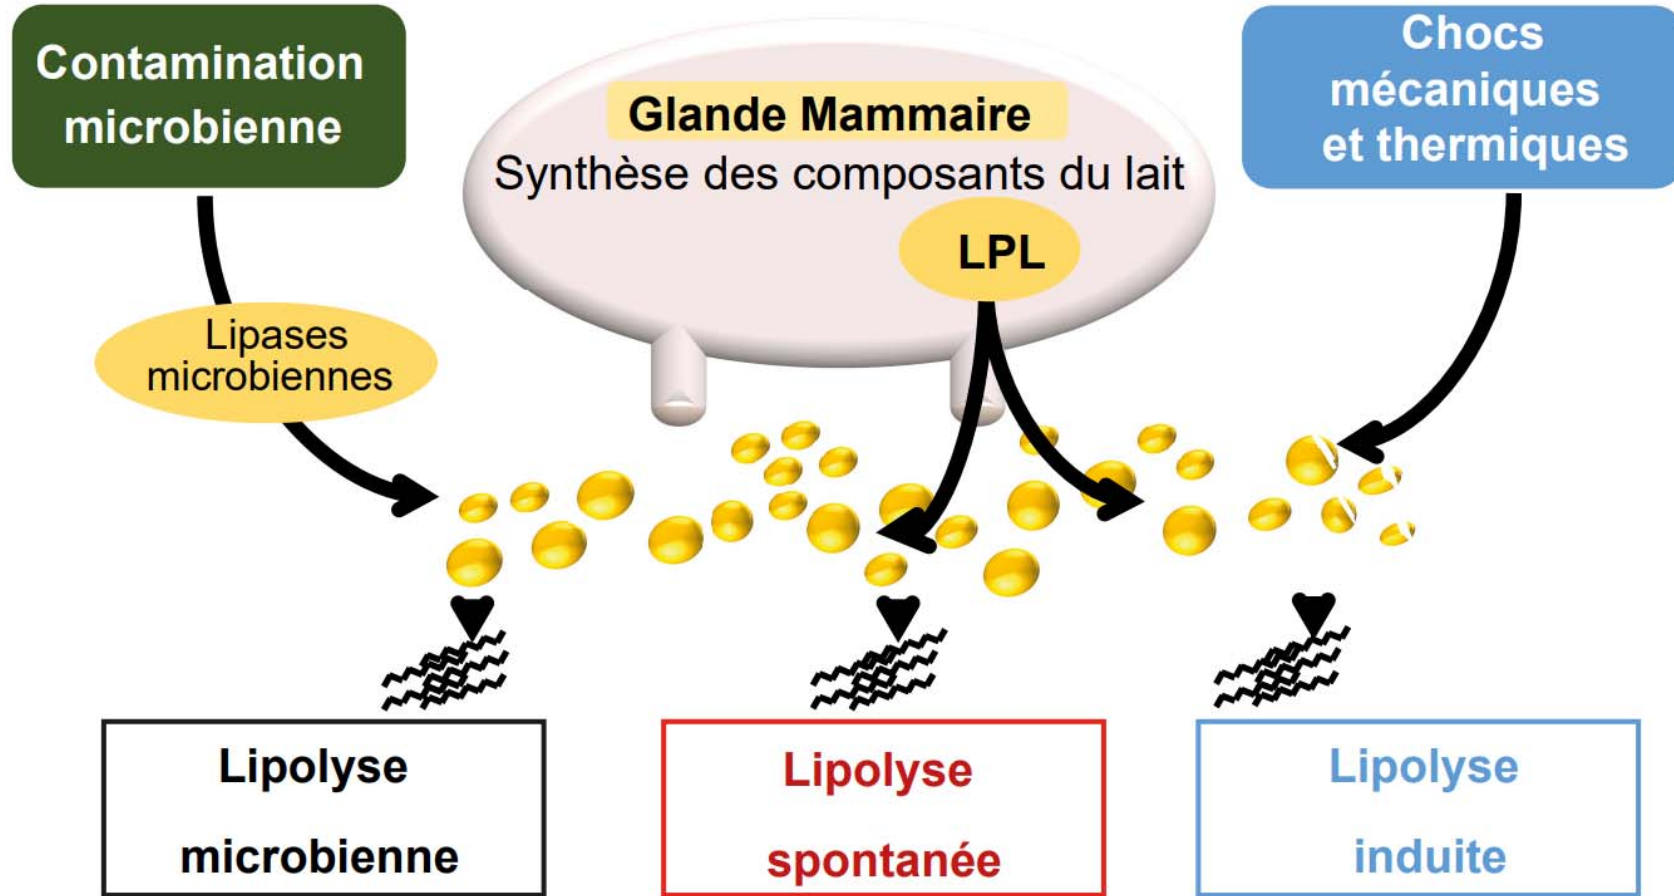 Contamination
microbienne
Glande Mammaire
Synthèse des composants du lait
LPL
Chocs
mécaniques
et thermiques
Lipases
microbiennes
Lipolyse
microbienne
Lipolyse
spontanée
Lipolyse
induite